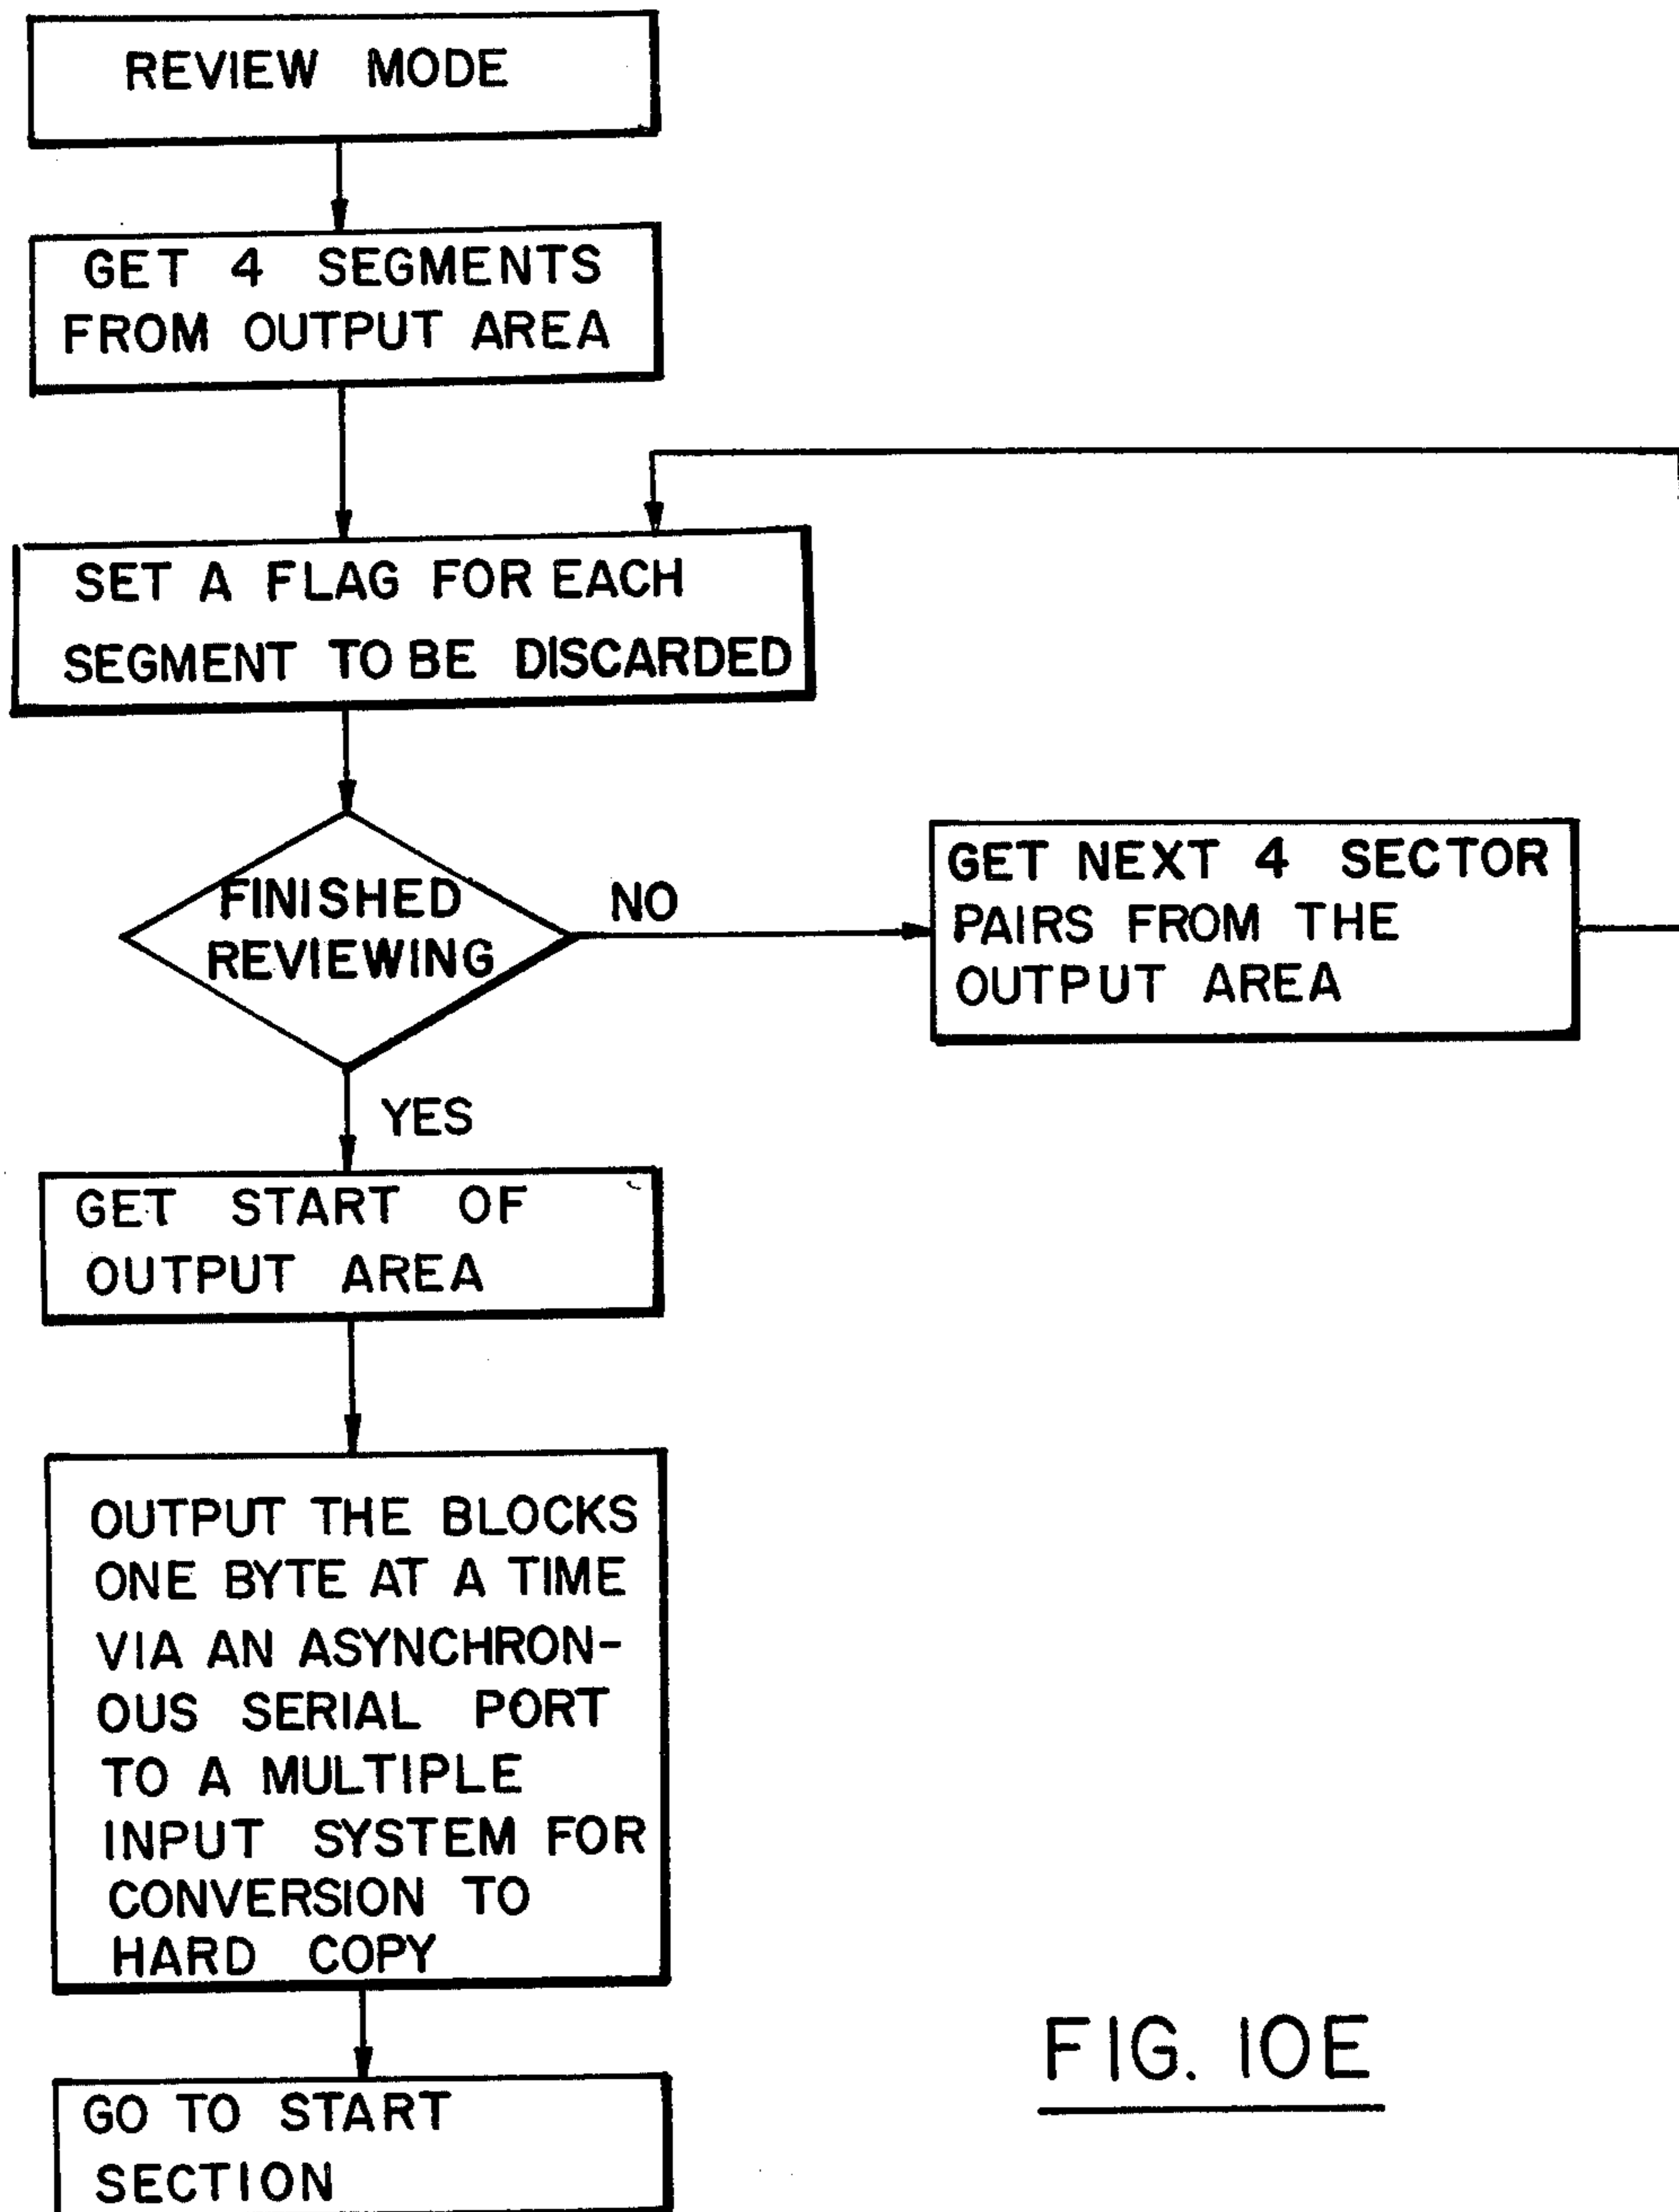 REVIEW MODE
GET 4 SEGMENTS
FROM OUTPUT AREA
SET A FLAG FOR EACH
SEGMENT TO BE DISCARDED
FINISHED
REVIEWING
NO
GET NEXT 4 SECTOR
PAIRS FROM THE
OUTPUT AREA
YES
GET START OF
OUTPUT AREA
OUTPUT THE BLOCKS
ONE BYTE AT A TIME
VIA AN ASYNCHRON-
OUS SERIAL PORT
TO A MULTIPLE
INPUT SYSTEM FOR
CONVERSION TO
HARD COPY
GO TO START
SECTION
FIG. 10E